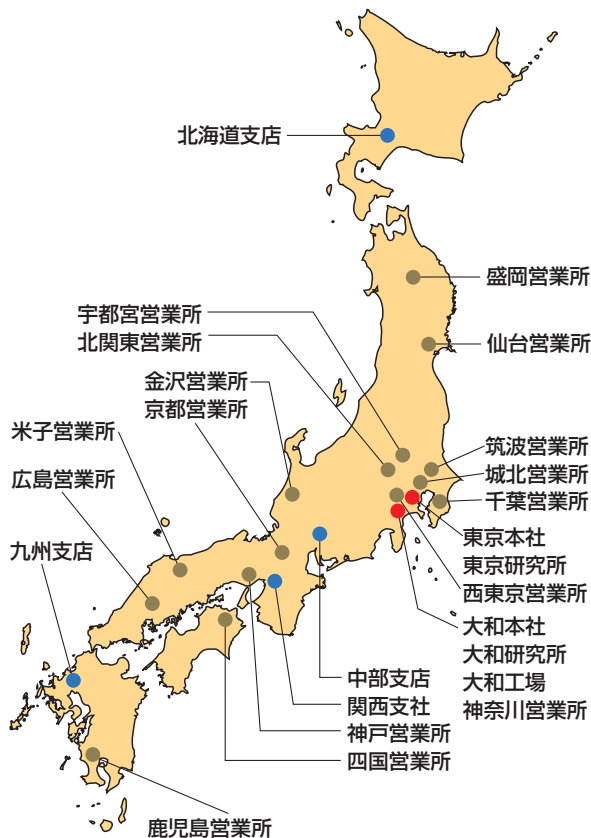 北海道支店
盛岡営業所
宇都宮営業所
北関東営業所
仙台営業所
金沢営業所
京都営業所
米子営業所
広島営業所
九州支店
筑波営業所
城北営業所
千葉営業所
東京本社
東京研究所
西東京営業所
大和本社
大和研究所
大和工場
神奈川営業所
中部支店
関西支社
神戸営業所
四国営業所
鹿児島営業所